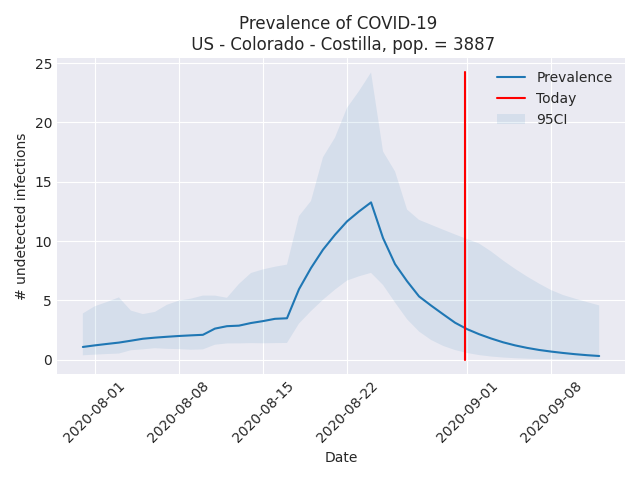 Prevalence of COVID-19
US - Colorado - Costilla, pop. = 3887
# undetected infections
25
20
15
10
5
0
Prevalence
Today
95CI
2020-08-01
2020-08-08
2020-08-15
2020-08-22
2020-09-01
2020-09-08
Date